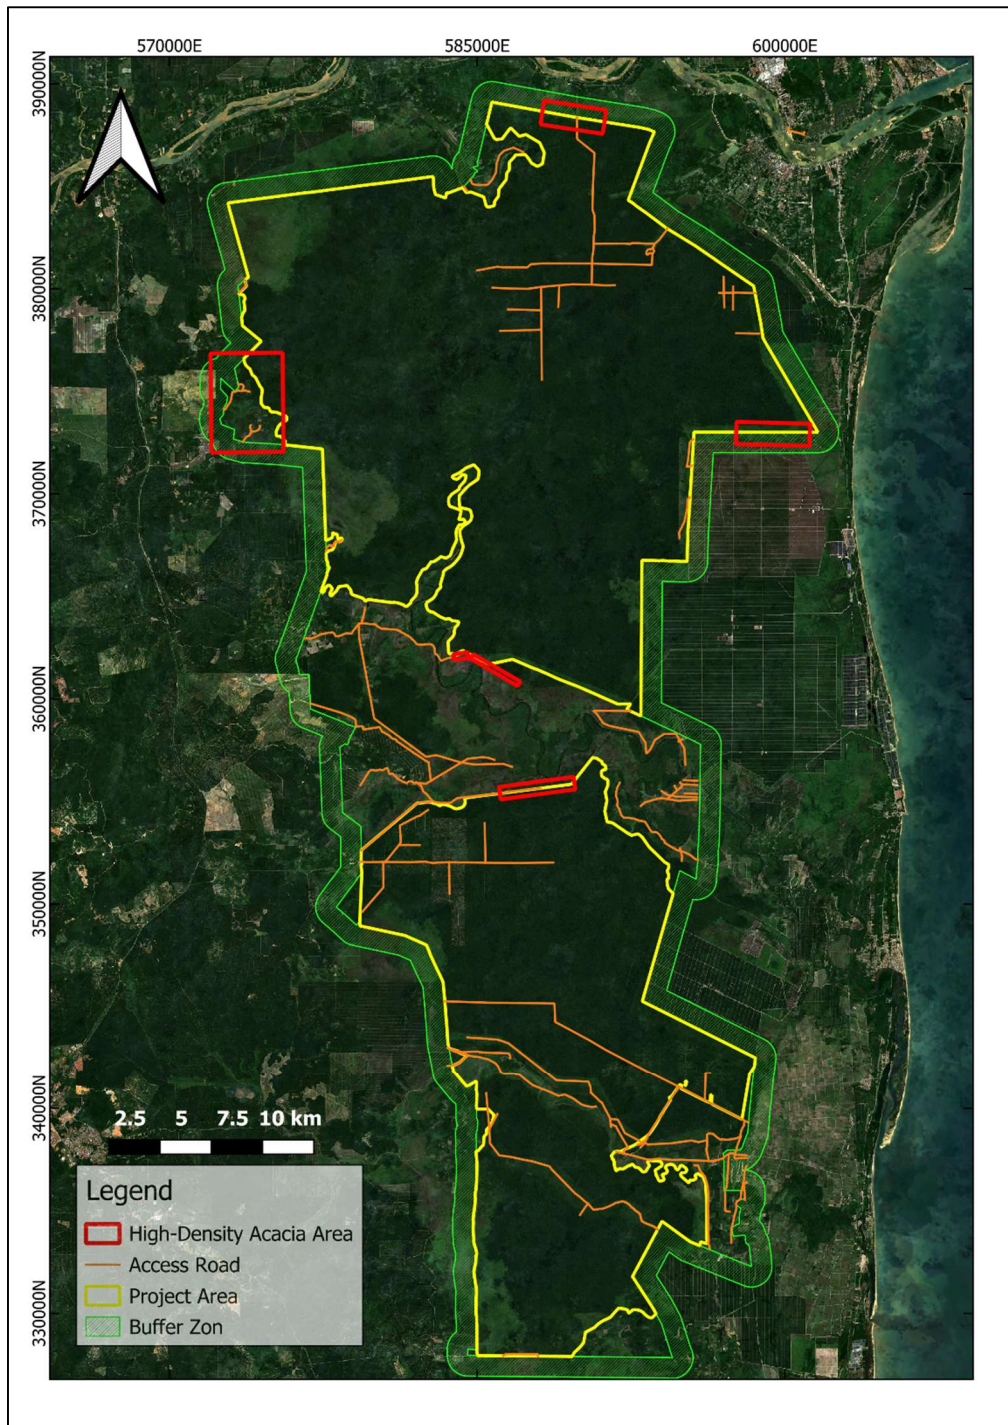 570000E 585000E 600000E
390000N
380000N
370000N
360000N
350000N
340000N
330000N
2.5 5 7.5 10 km
Legend
High-Density Acacia Area
Access Road
Project Area
Buffer Zon